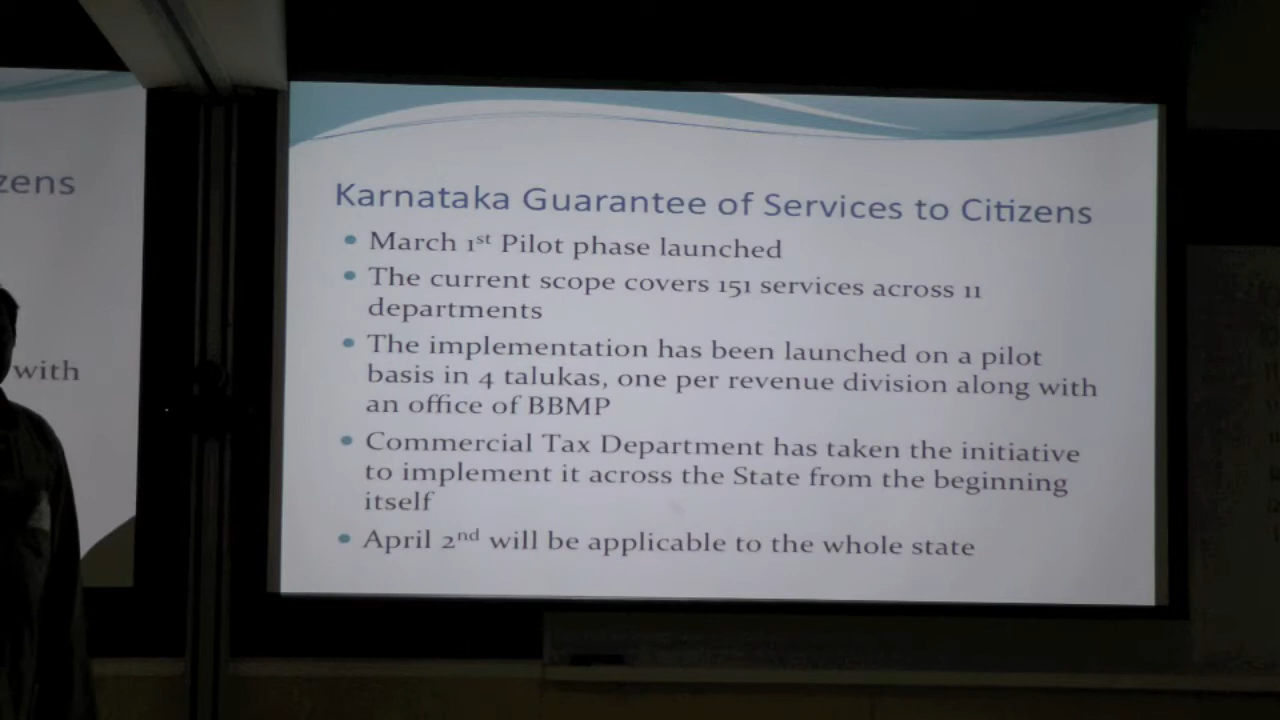 zens
with
Karnataka Guarantee of Services to Citizens
• March 1st Pilot phase launched
• The current scope covers 151 services across 11
departments
• The implementation has been launched on a pilot
basis in 4 talukas, one per revenue division along with
an office of BBMP
• Commercial Tax Department has taken the initiative
to implement it across the State from the beginning
itself
• April 2nd will be applicable to the whole state